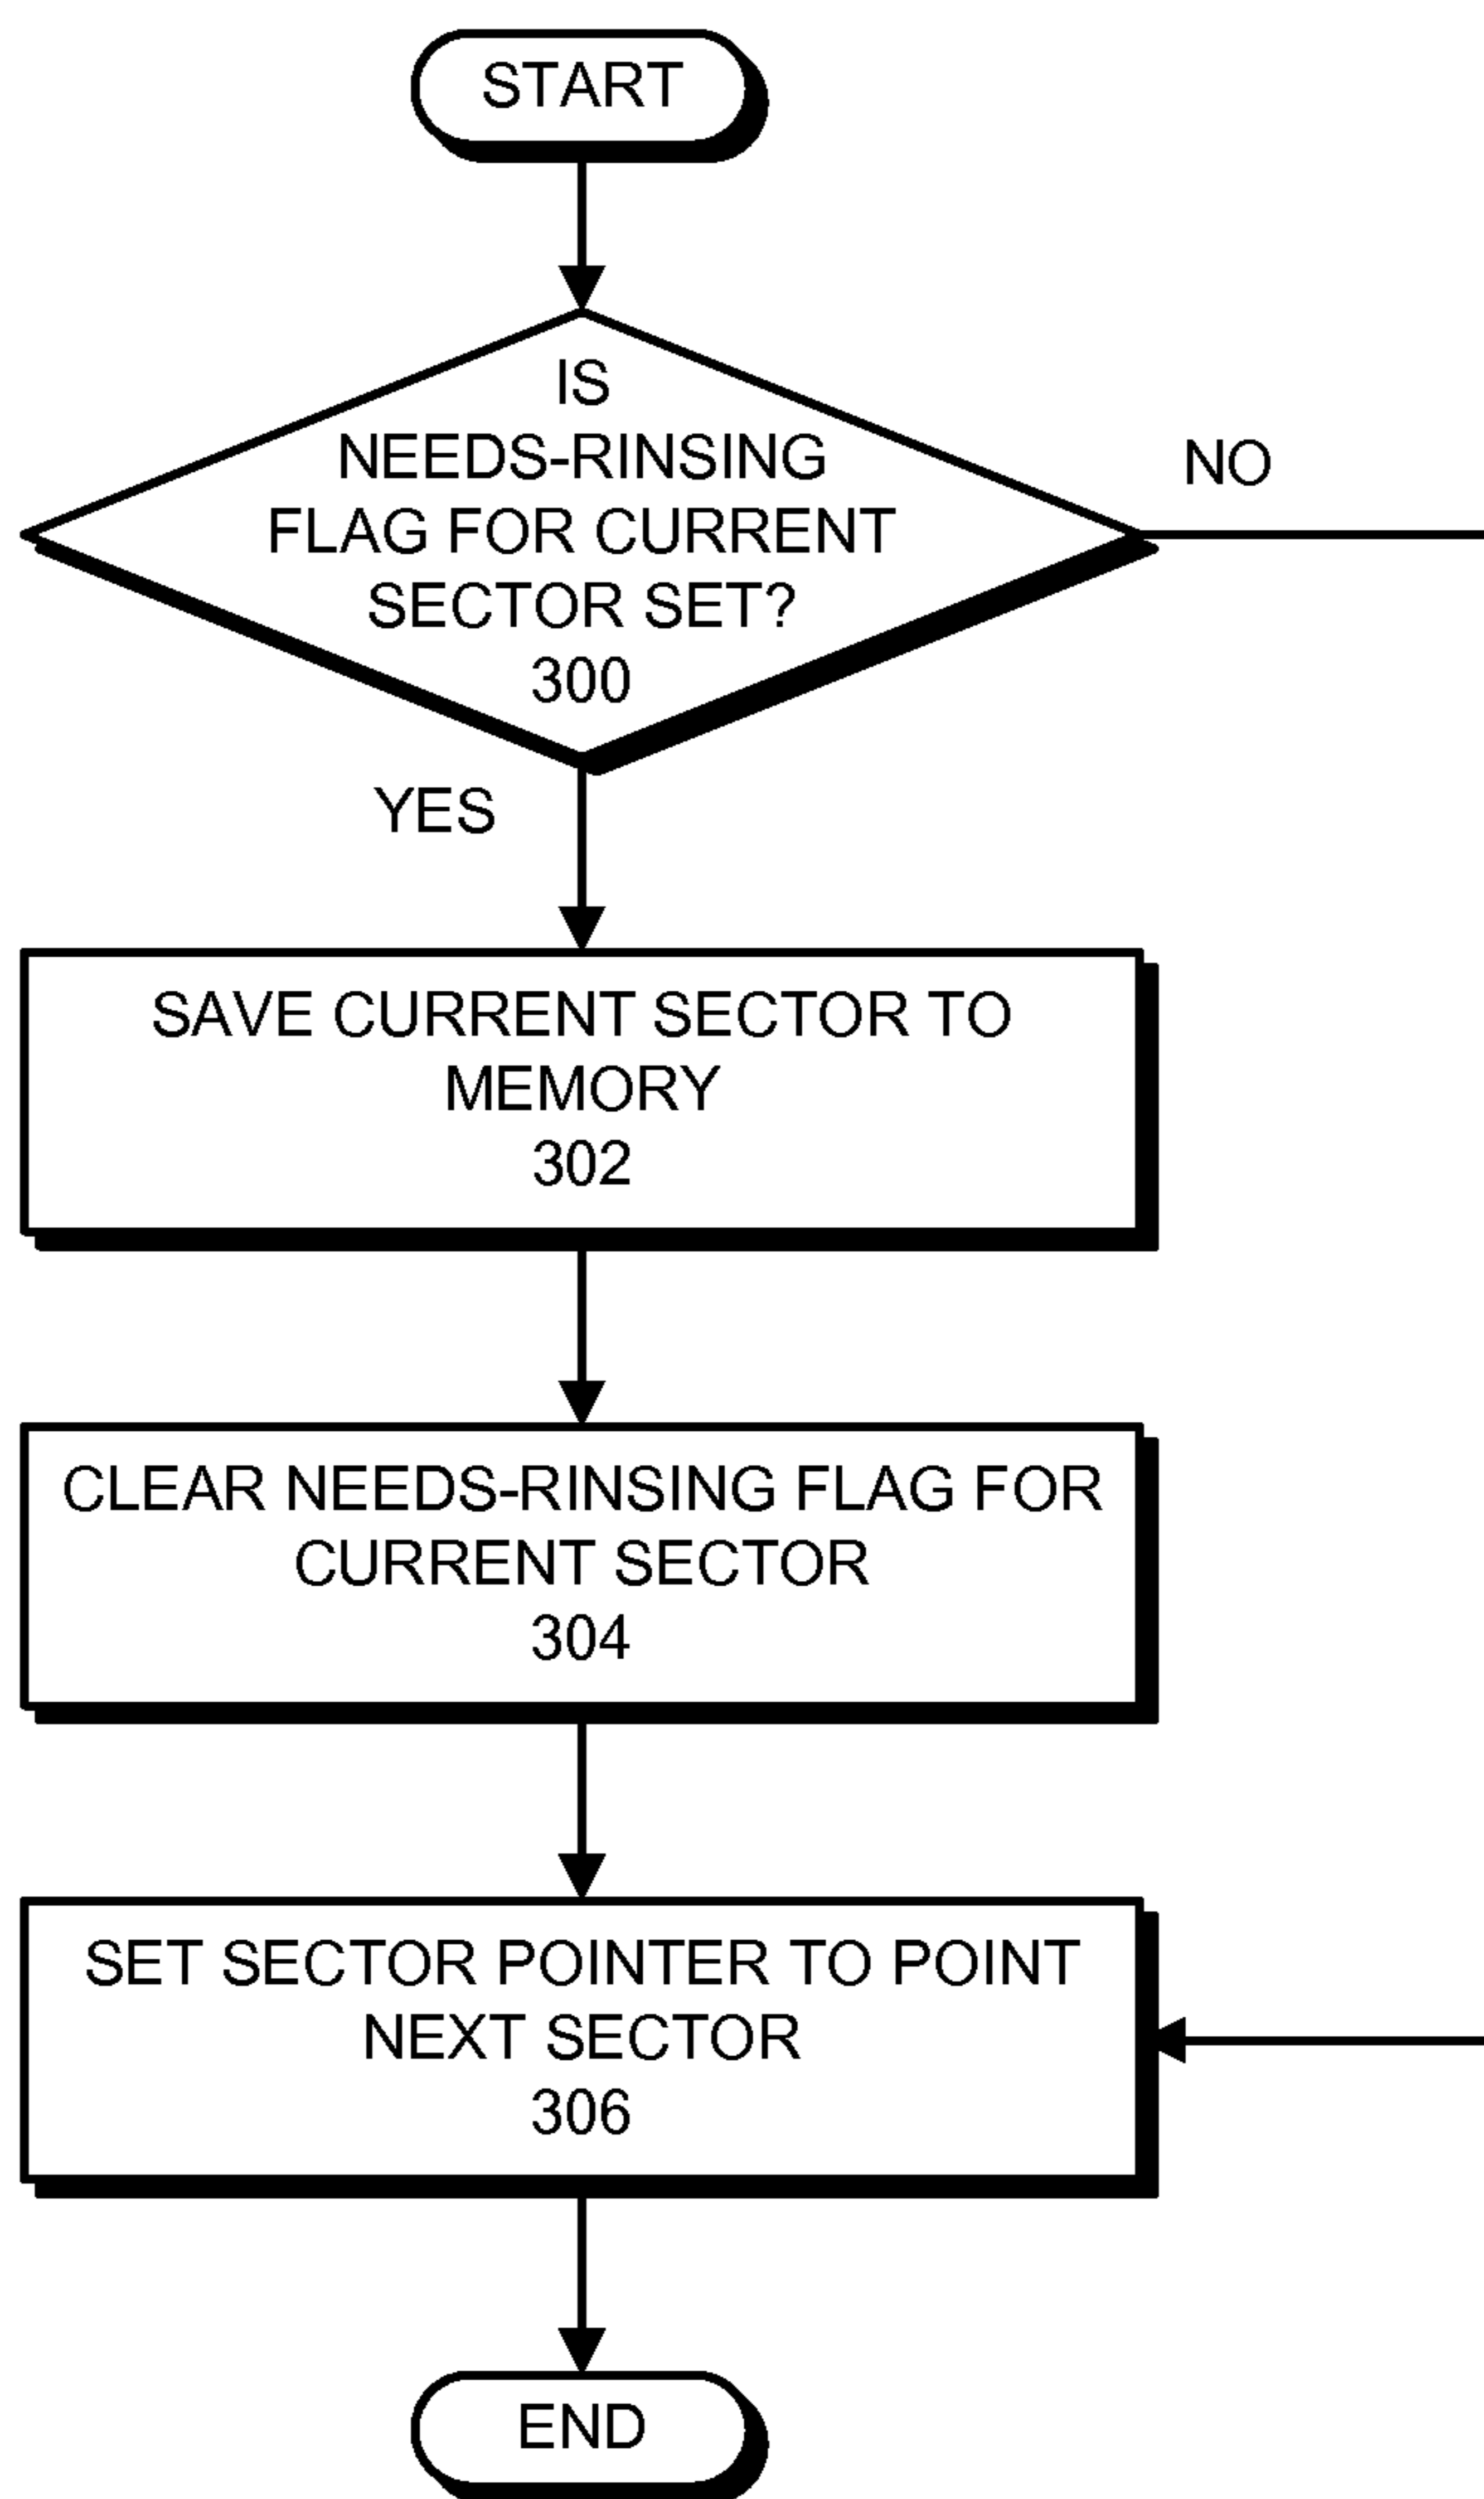 START
IS
NEEDS-RINSING
FLAG FOR CURRENT
SECTOR SET?
300
NO
YES
SAVE CURRENT SECTOR TO
MEMORY
302
CLEAR NEEDS-RINSING FLAG FOR
CURRENT SECTOR
304
SET SECTOR POINTER TO POINT
NEXT SECTOR
306
END